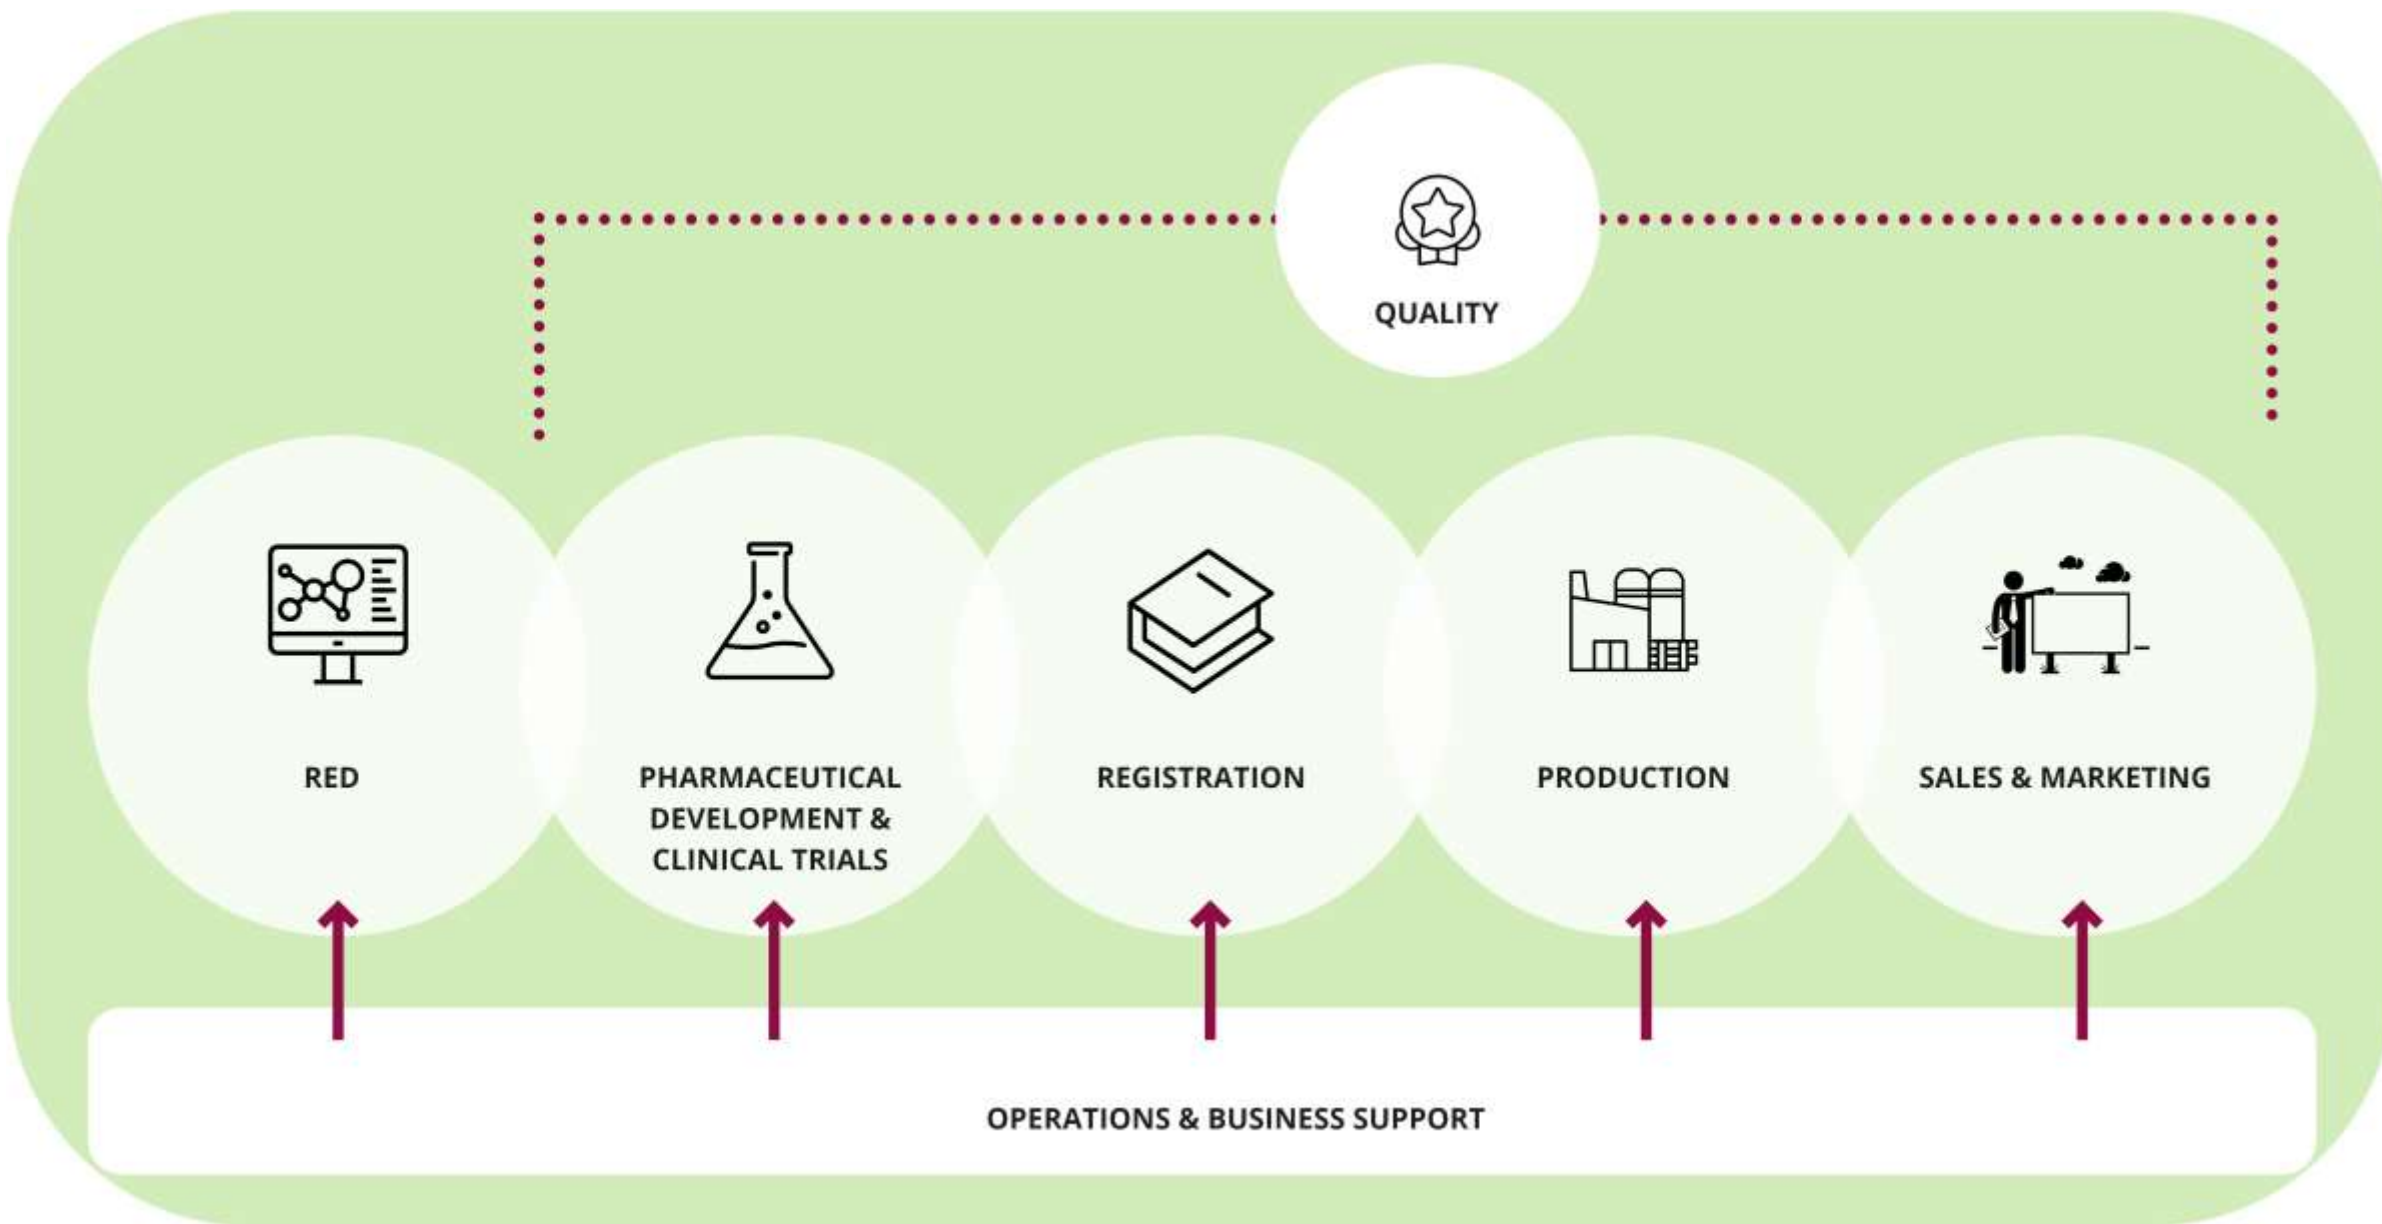 QUALITY
RED
PHARMACEUTICAL
DEVELOPMENT &
CLINICAL TRIALS
REGISTRATION
PRODUCTION
SALES & MARKETING
OPERATIONS & BUSINESS SUPPORT